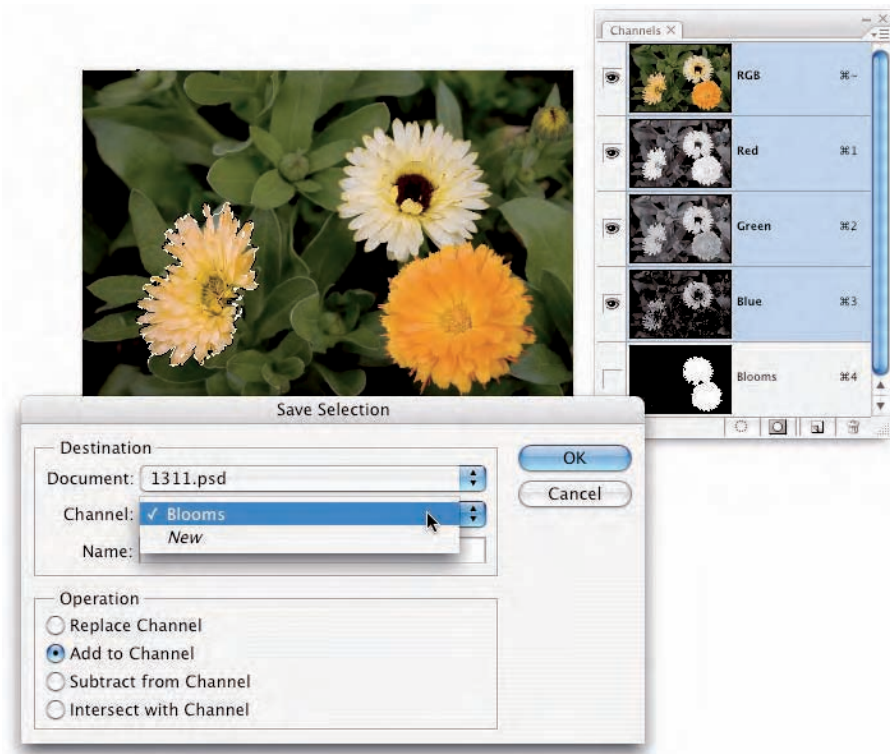 Channels ×
RGB ⌘~
Red ⌘1
Green ⌘2
Blue ⌘3
Blooms ⌘4
Save Selection
Destination
Document: 1311.psd
Channel: ✓ Blooms
New
Name:
OK
Cancel
Operation
Replace Channel
Add to Channel
Subtract from Channel
Intersect with Channel